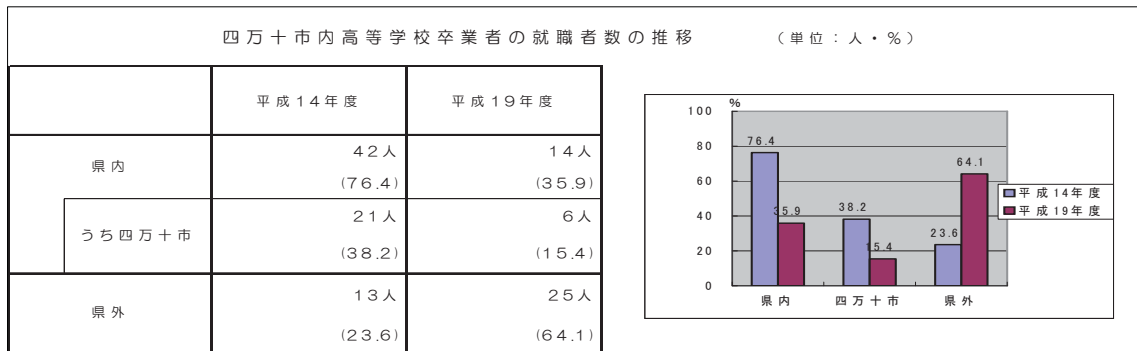 四万十市内高等学校卒業者の就職者数の推移 (単位:人・%)
平成14年度 平成19年度
県内 42人 14人
(76.4) (35.9)
うち四万十市 21人 6人
(38.2) (15.4)
県外 13人 25人
(23.6) (64.1)
%
100
80
60
40
20
0
76.4
35.9
38.2
15.4
23.6
64.1
県内 四万十市 県外
平成14年度
平成19年度